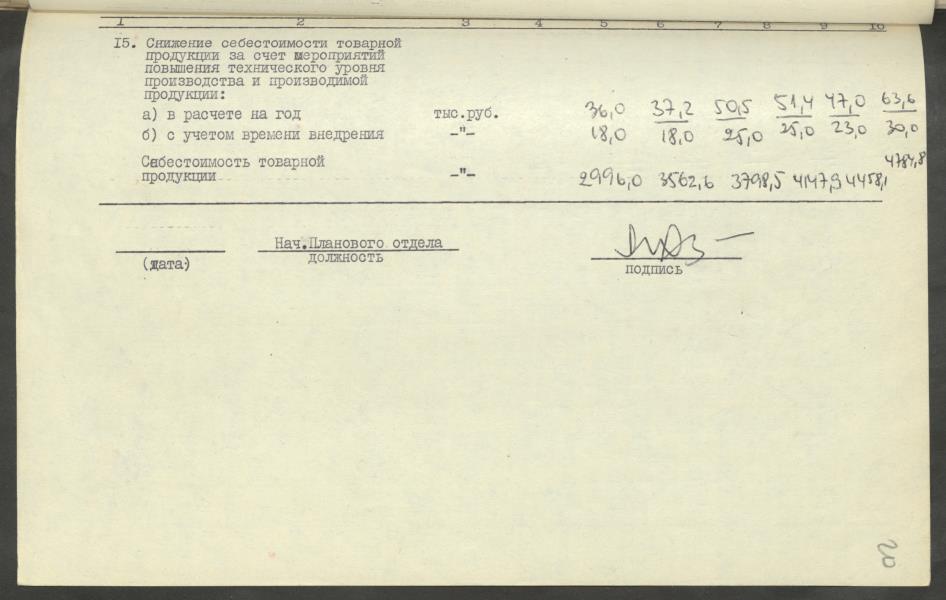 1 2 3 4 5 6 7 8 9 10
15. Снижение себестоимости товарной
продукции за счет мероприятий
повышения технического уровня
производства и производимой
продукции:
а) в расчете на год тыс.руб. 36,0 37,2 50,5 51,4 47,0 63,6
б) с учетом времени внедрения -"- 18,0 18,0 25,0 25,0 23,0 30,0
Себестоимость товарной
продукции -"- 2996,0 3562,6 3798,5 4147,9 4458,1 4784,8
Нач.Планового отдела
(дата) должность подпись
20